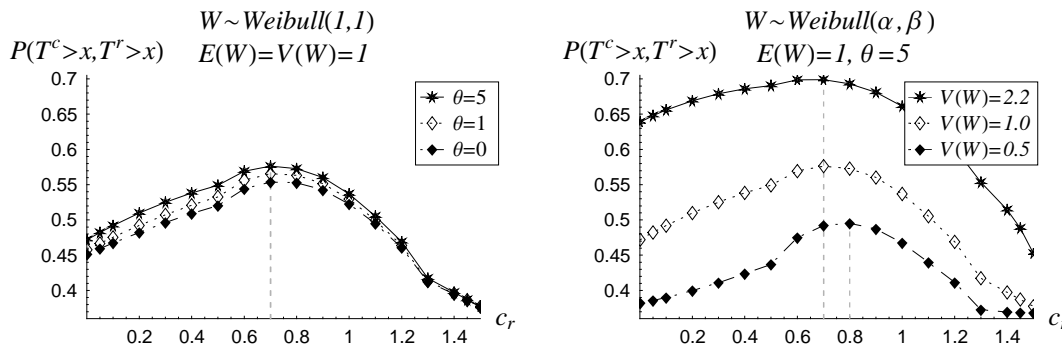 W~Weibull(1,1)
P(T^c>x,T^r>x) E(W)=V(W)=1
0.7
0.65
0.6
0.55
0.5
0.45
0.4
θ=5
θ=1
θ=0
0.2 0.4 0.6 0.8 1 1.2 1.4
c_r
W~Weibull(α,β)
P(T^c>x,T^r>x) E(W)=1, θ=5
0.7
0.65
0.6
0.55
0.5
0.45
0.4
V(W)=2.2
V(W)=1.0
V(W)=0.5
0.2 0.4 0.6 0.8 1 1.2 1.4
c